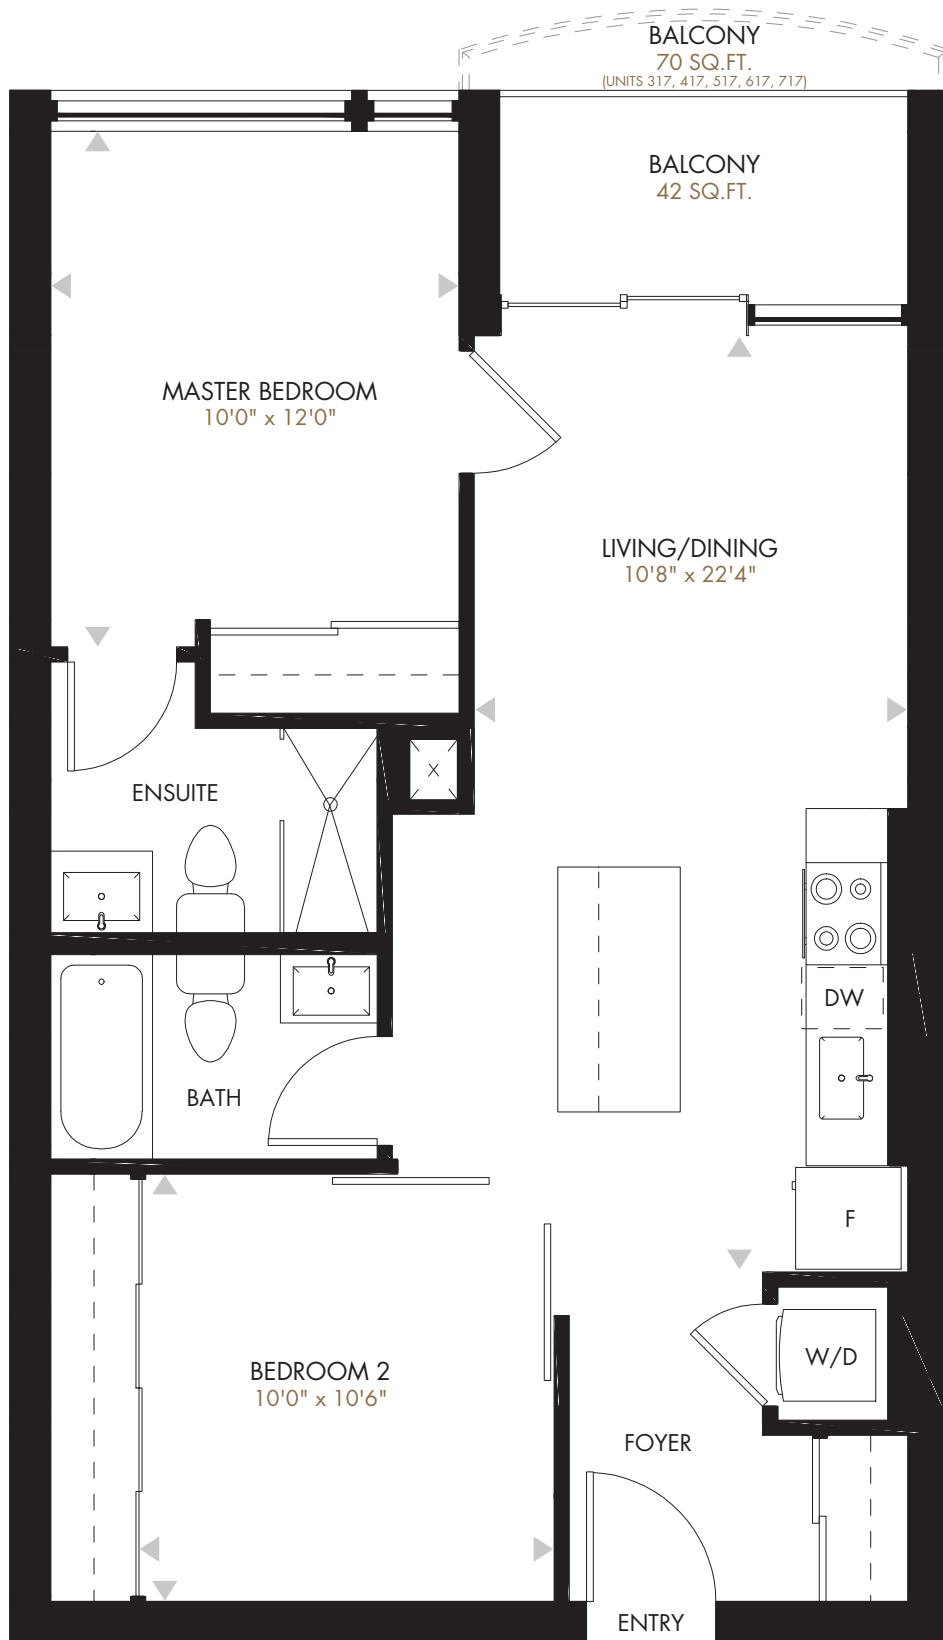 BALCONY
70 SQ.FT.
(UNITS 317, 417, 517, 617, 717)
BALCONY
42 SQ.FT.
MASTER BEDROOM
10'0" x 12'0"
LIVING/DINING
10'8" x 22'4"
X
ENSUITE
DW
BATH
F
W/D
BEDROOM 2
10'0" x 10'6"
FOYER
ENTRY